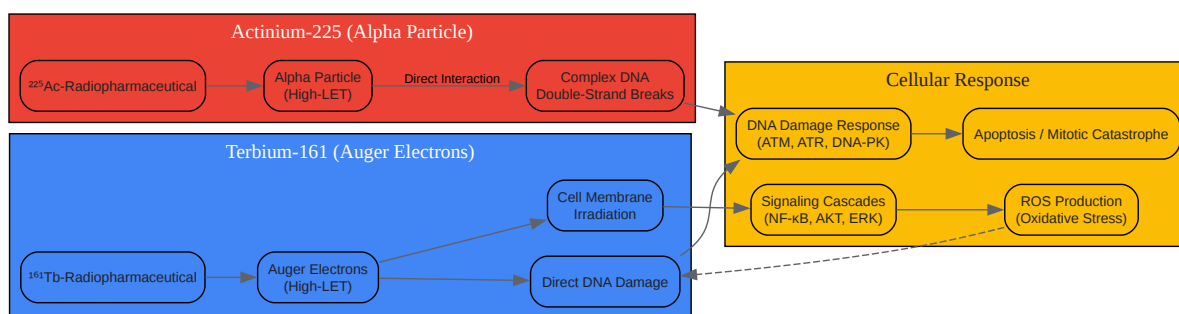 Actinium-225 (Alpha Particle)
²²⁵Ac-Radiopharmaceutical
Alpha Particle
(High-LET)
Direct Interaction
Complex DNA
Double-Strand Breaks
Terbium-161 (Auger Electrons)
¹⁶¹Tb-Radiopharmaceutical
Auger Electrons
(High-LET)
Cell Membrane
Irradiation
Direct DNA Damage
Cellular Response
DNA Damage Response
(ATM, ATR, DNA-PK)
Apoptosis / Mitotic Catastrophe
Signaling Cascades
(NF-κB, AKT, ERK)
ROS Production
(Oxidative Stress)